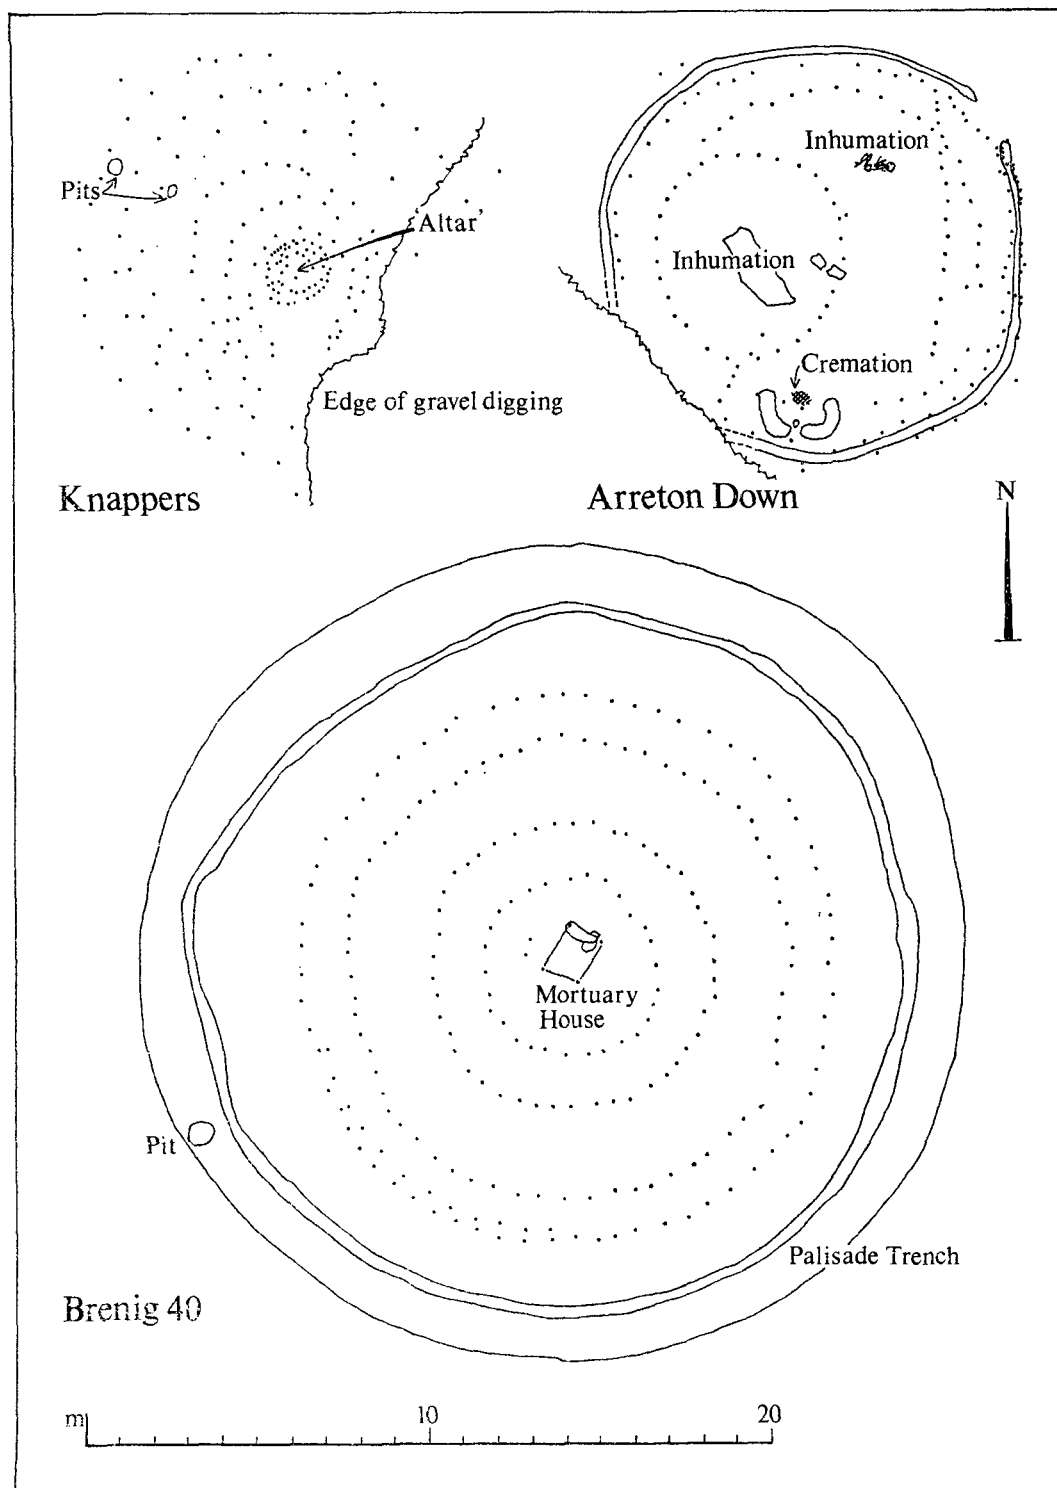 Pits
Altar'
Edge of gravel digging
Knappers
Inhumation
Inhumation
Cremation
Arreton Down
N
Mortuary
House
Pit
Palisade Trench
Brenig 40
m 10 20